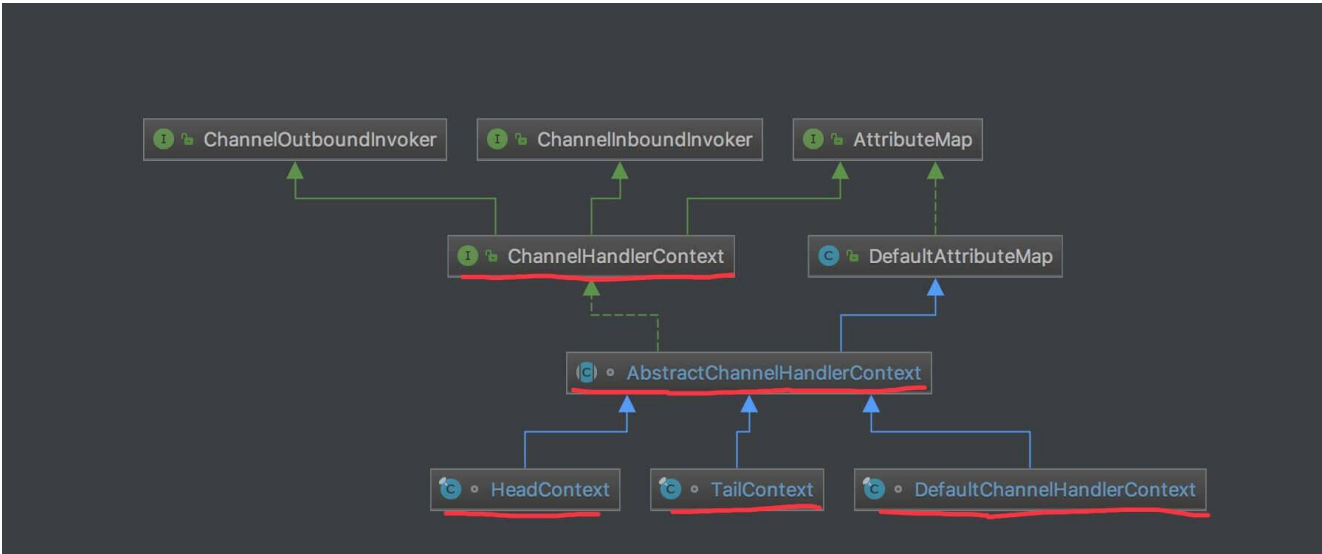 ChannelOutboundInvoker
ChannelInboundInvoker
AttributeMap
ChannelHandlerContext
DefaultAttributeMap
AbstractChannelHandlerContext
HeadContext
TailContext
DefaultChannelHandlerContext